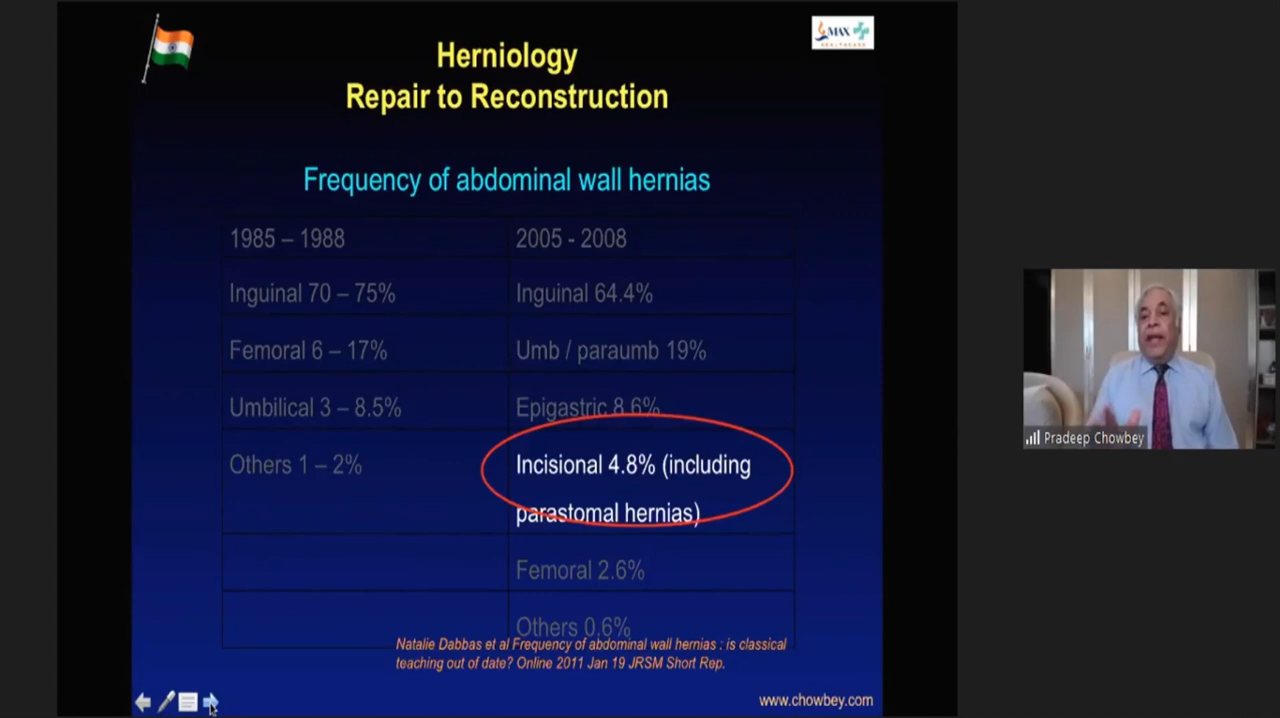 MAX
HEALTHCARE
Herniology
Repair to Reconstruction
Frequency of abdominal wall hernias
1985 – 1988
2005 - 2008
Inguinal 70 – 75%
Inguinal 64.4%
Femoral 6 – 17%
Umb / paraumb 19%
Umbilical 3 – 8.5%
Epigastric 8.6%
Others 1 – 2%
Incisional 4.8% (including
parastomal hernias)
Femoral 2.6%
Others 0.6%
Natalie Dabbas et al Frequency of abdominal wall hernias : is classical
teaching out of date? Online 2011 Jan 19 JRSM Short Rep.
www.chowbey.com
Pradeep Chowbey